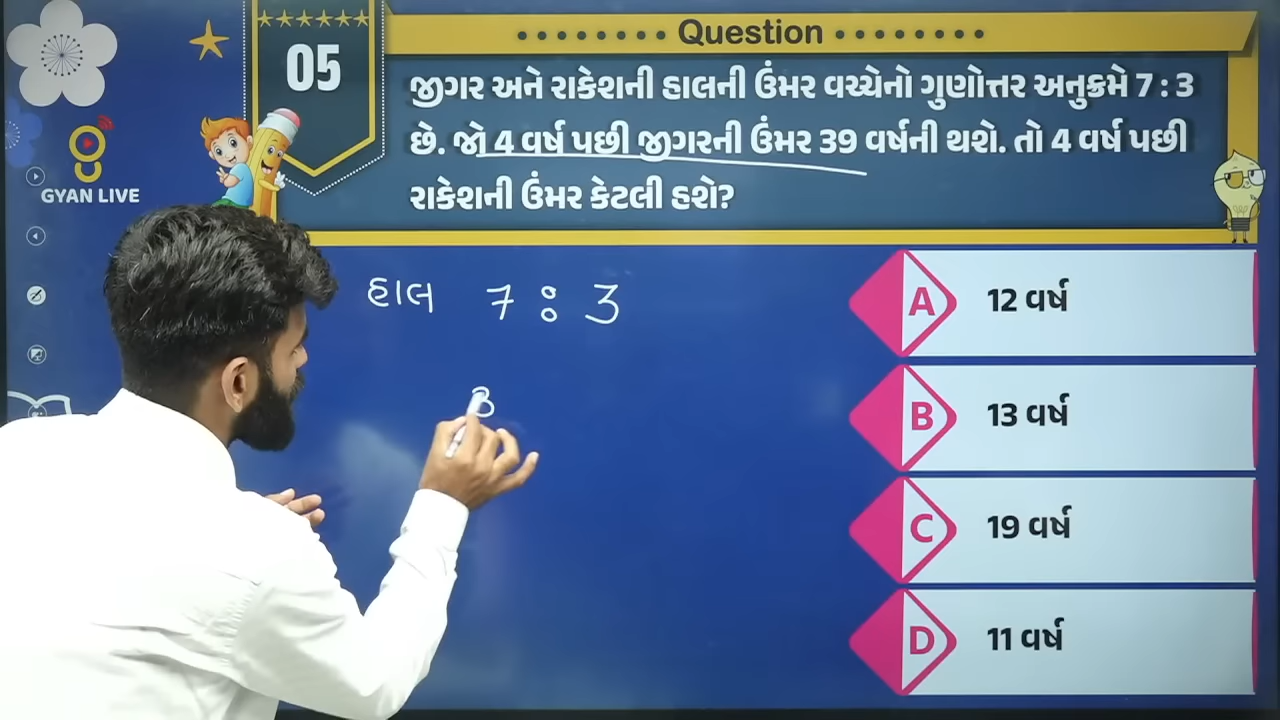 Question
05
જીગર અને રાકેશની હાલની ઉંમર વચ્ચેનો ગુણોત્તર અનુક્રમે 7 : 3
છે. જો 4 વર્ષ પછી જીગરની ઉંમર 39 વર્ષની થશે. તો 4 વર્ષ પછી
રાકેશની ઉંમર કેટલી હશે?
GYAN LIVE
હાલ 7 : 3
A 12 વર્ષ
B 13 વર્ષ
C 19 વર્ષ
D 11 વર્ષ